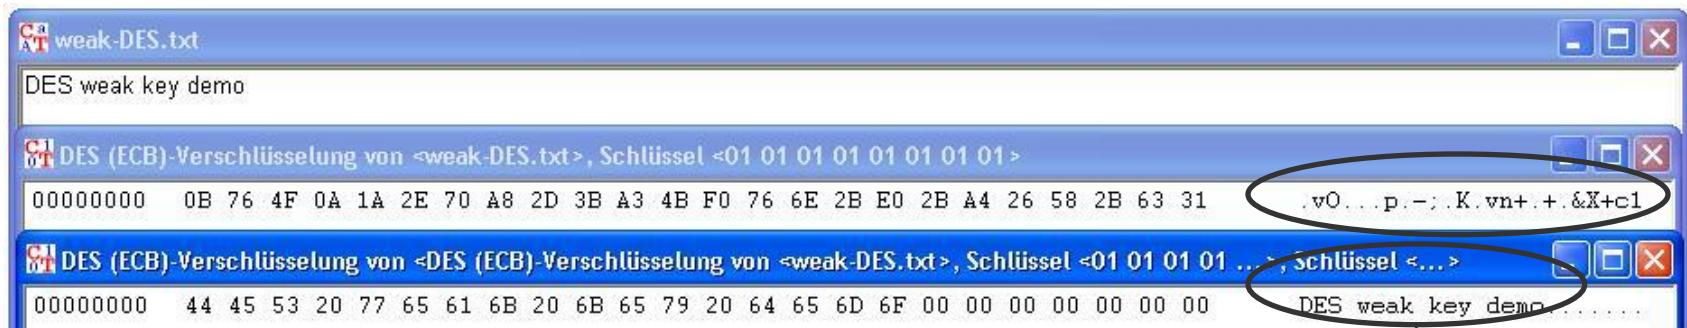 weak-DES.txt
DES weak key demo
DES (ECB)-Verschlüsselung von <weak-DES.txt>, Schlüssel <01 01 01 01 01 01 01 01>
00000000 0B 76 4F 0A 1A 2E 70 A8 2D 3B A3 4B F0 76 6E 2B E0 2B A4 26 58 2B 63 31 .vO...p.-;.K.vn+.+.&X+c1
DES (ECB)-Verschlüsselung von <DES (ECB)-Verschlüsselung von <weak-DES.txt>, Schlüssel <01 01 01 01 ...>, Schlüssel <...>
00000000 44 45 53 20 77 65 61 6B 20 6B 65 79 20 64 65 6D 6F 00 00 00 00 00 00 00 DES weak key demo.......